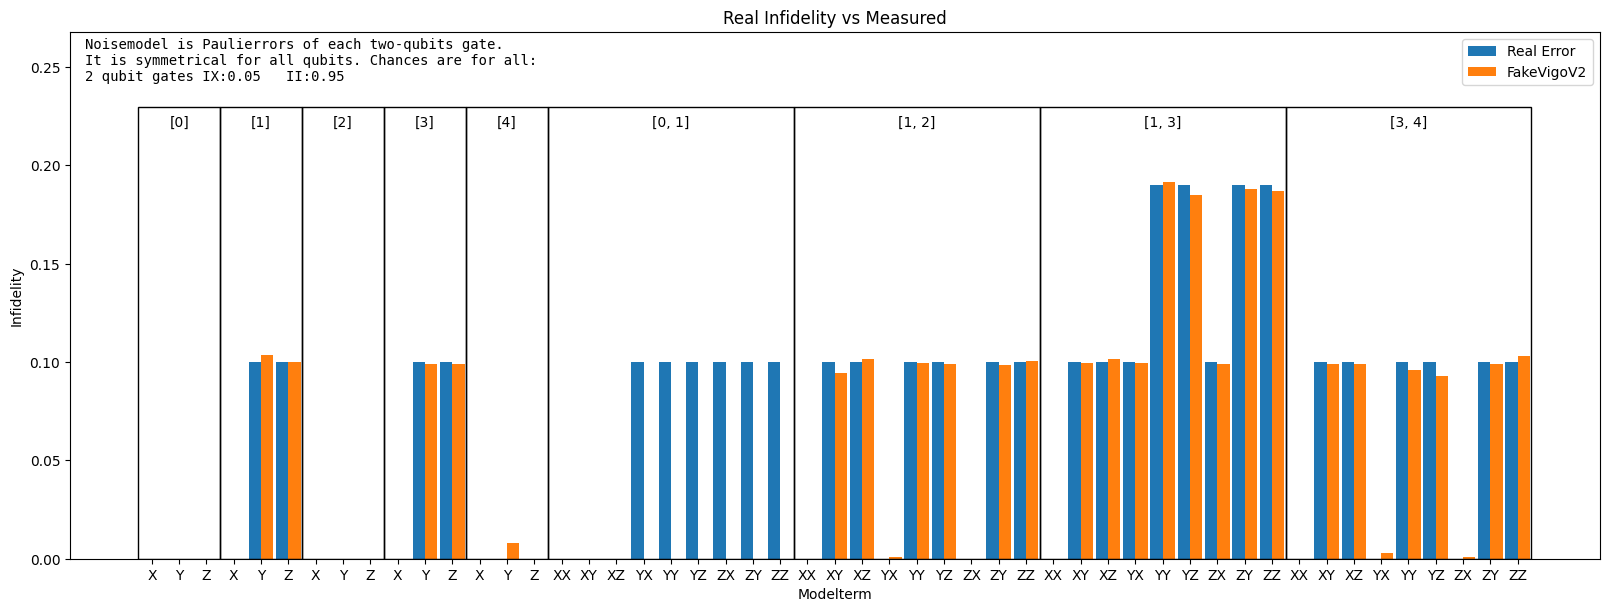 Real Infidelity vs Measured
Noisemodel is Paulierrors of each two-qubits gate.
It is symmetrical for all qubits. Chances are for all:
2 qubit gates IX:0.05   II:0.95
Real Error
FakeVigoV2
[0] [1] [2] [3] [4] [0, 1] [1, 2] [1, 3] [3, 4]
Infidelity
0.25
0.20
0.15
0.10
0.05
0.00
X Y Z X Y Z X Y Z X Y Z X Y Z XX XY XZ YX YY YZ ZX ZY ZZ XX XY XZ YX YY YZ ZX ZY ZZ XX XY XZ YX YY YZ ZX ZY ZZ XX XY XZ YX YY YZ ZX ZY ZZ
Modelterm